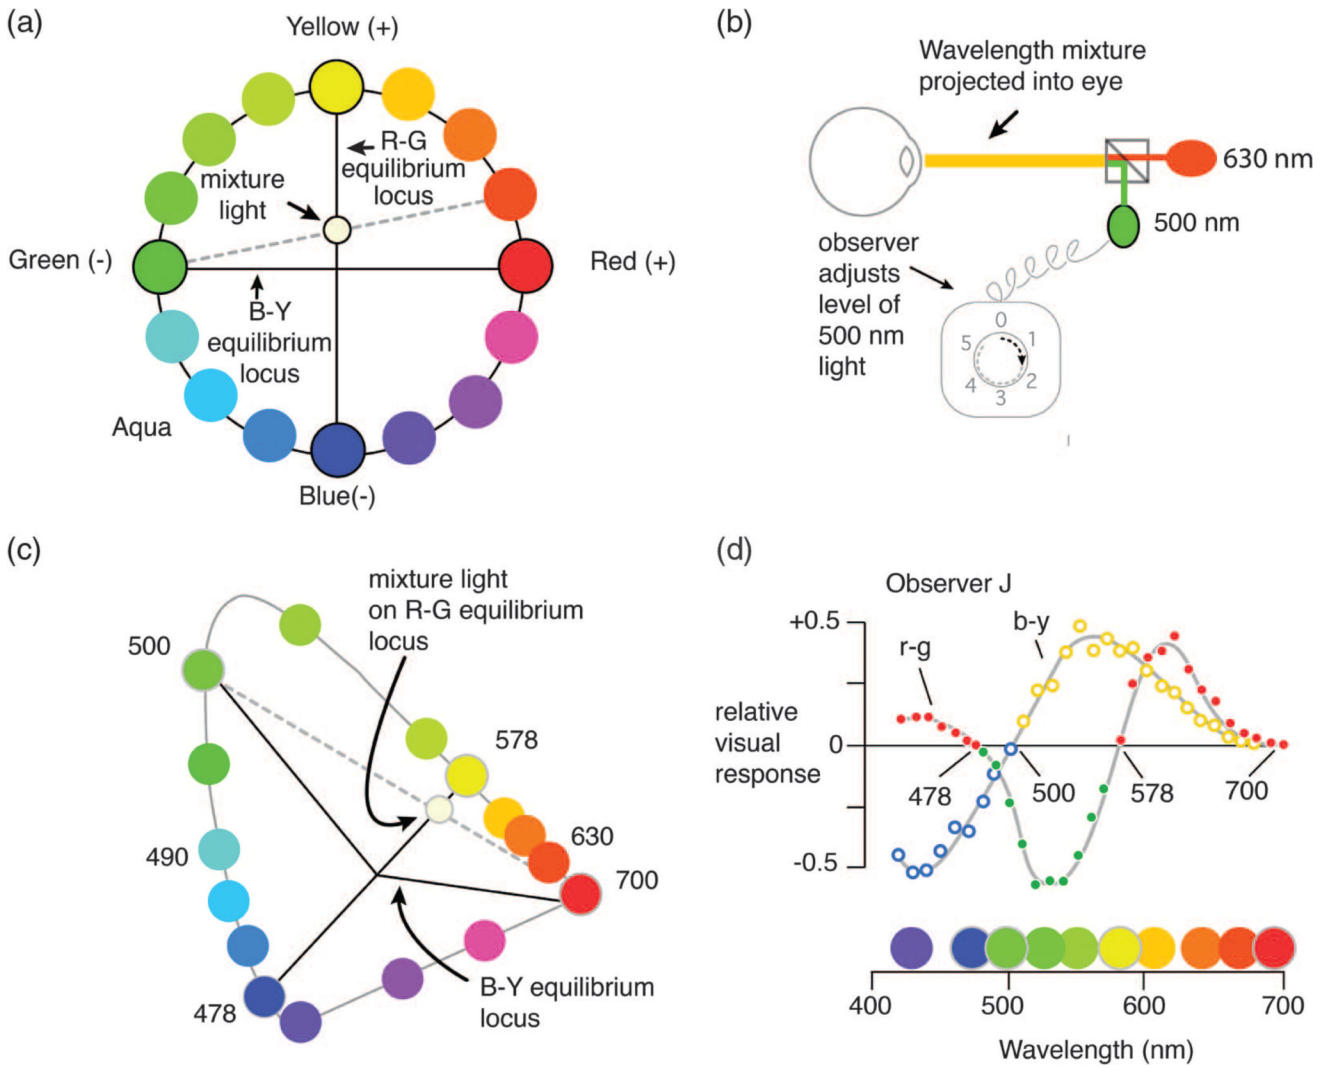 (a)
Yellow (+)
R-G
equilibrium
locus
mixture
light
Green (-)
Red (+)
B-Y
equilibrium
locus
Aqua
Blue(-)
(b)
Wavelength mixture
projected into eye
630 nm
500 nm
observer
adjusts
level of
500 nm
light
0
1
2
3
4
5
(c)
mixture light
on R-G equilibrium
locus
500
578
630
700
490
478
B-Y equilibrium
locus
(d)
Observer J
+0.5
b-y
r-g
relative
visual
response
0
478
500
578
700
-0.5
400
500
600
700
Wavelength (nm)